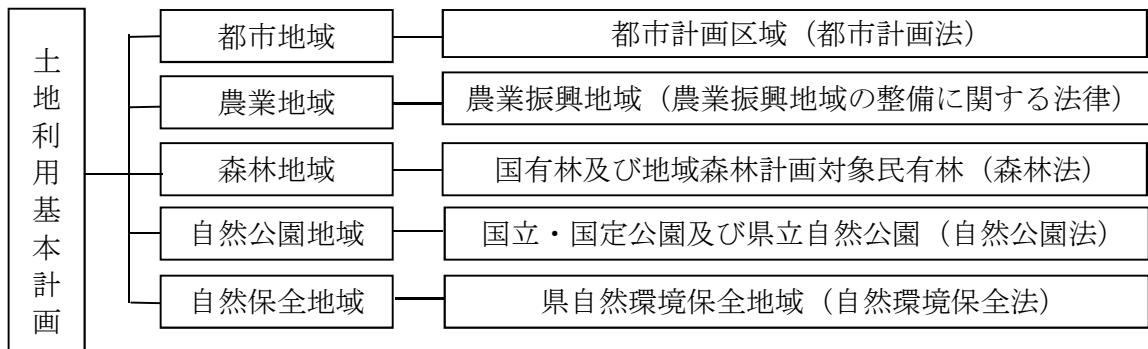 土地利用基本計画
都市地域
都市計画区域（都市計画法）
農業地域
農業振興地域（農業振興地域の整備に関する法律）
森林地域
国有林及び地域森林計画対象民有林（森林法）
自然公園地域
国立・国定公園及び県立自然公園（自然公園法）
自然保全地域
県自然環境保全地域（自然環境保全法）